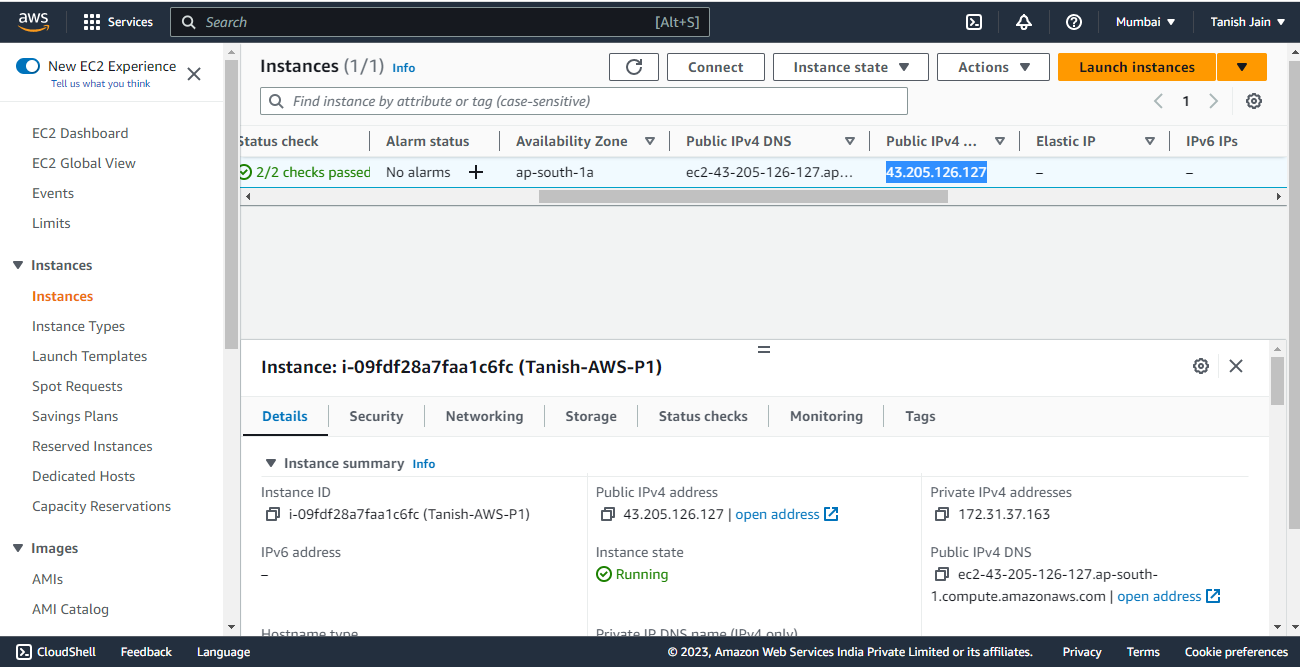 aws Services Search [Alt+S] Mumbai Tanish Jain
New EC2 Experience
Tell us what you think
EC2 Dashboard
EC2 Global View
Events
Limits
Instances
Instances
Instance Types
Launch Templates
Spot Requests
Savings Plans
Reserved Instances
Dedicated Hosts
Capacity Reservations
Images
AMIs
AMI Catalog
Instances (1/1) Info Connect Instance state Actions Launch instances
Find instance by attribute or tag (case-sensitive) 1
Status check Alarm status Availability Zone Public IPv4 DNS Public IPv4 ... Elastic IP IPv6 IPs
2/2 checks passed No alarms + ap-south-1a ec2-43-205-126-127.ap... 43.205.126.127 – –
Instance: i-09fdf28a7faa1c6fc (Tanish-AWS-P1)
Details Security Networking Storage Status checks Monitoring Tags
Instance summary Info
Instance ID
i-09fdf28a7faa1c6fc (Tanish-AWS-P1)
Public IPv4 address
43.205.126.127 | open address
Private IPv4 addresses
172.31.37.163
IPv6 address
–
Instance state
Running
Public IPv4 DNS
ec2-43-205-126-127.ap-south-
1.compute.amazonaws.com | open address
Hostname type
Private IP DNS name (IPv4 only)
CloudShell Feedback Language © 2023, Amazon Web Services India Private Limited or its affiliates. Privacy Terms Cookie preferences